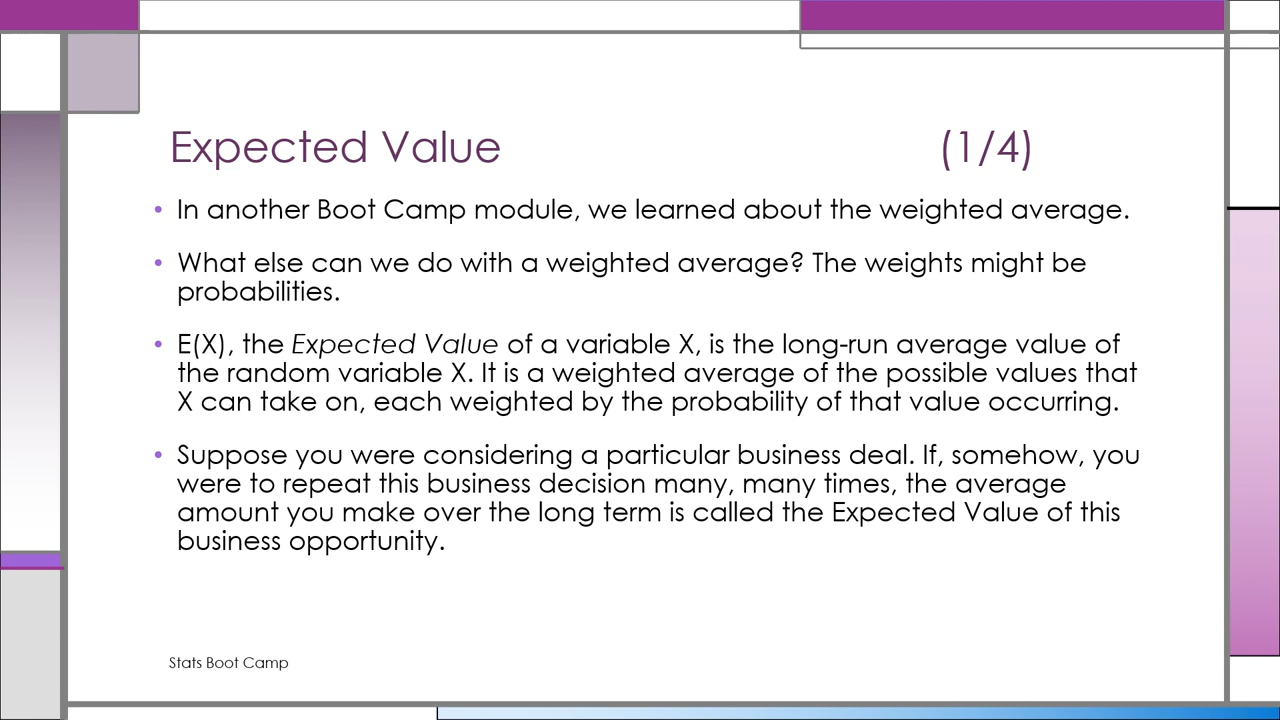 Expected Value (1/4)
• In another Boot Camp module, we learned about the weighted average.
• What else can we do with a weighted average? The weights might be
probabilities.
• E(X), the Expected Value of a variable X, is the long-run average value of
the random variable X. It is a weighted average of the possible values that
X can take on, each weighted by the probability of that value occurring.
• Suppose you were considering a particular business deal. If, somehow, you
were to repeat this business decision many, many times, the average
amount you make over the long term is called the Expected Value of this
business opportunity.
Stats Boot Camp